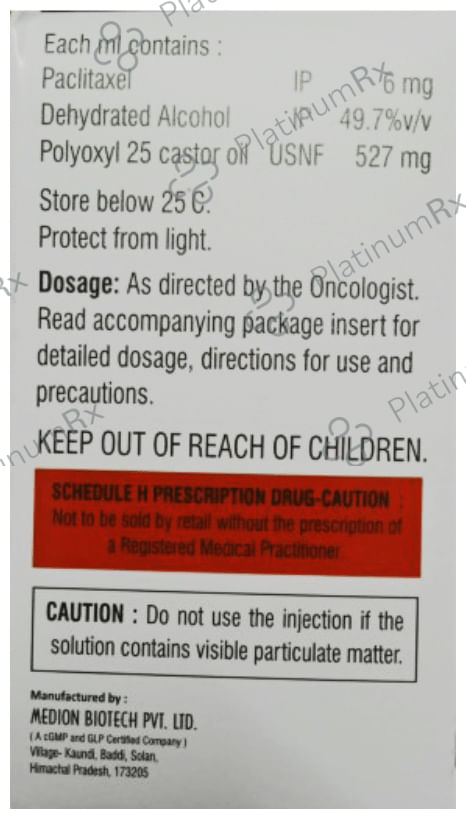 Each ml contains :
Paclitaxel IP 6 mg
Dehydrated Alcohol IP 49.7%v/v
Polyoxyl 25 castor oil USNF 527 mg
Store below 25 C.
Protect from light.
Dosage: As directed by the Oncologist.
Read accompanying package insert for
detailed dosage, directions for use and
precautions.
KEEP OUT OF REACH OF CHILDREN.
SCHEDULE H PRESCRIPTION DRUG-CAUTION :
Not to be sold by retail without the prescription of
a Registered Medical Practitioner
CAUTION : Do not use the injection if the
solution contains visible particulate matter.
Manufactured by :
MEDION BIOTECH PVT. LTD.
(A cGMP and GLP Certified Company)
Village- Kaundi, Baddi, Solan,
Himachal Pradesh, 173205
PlatinumRx
PlatinumRx